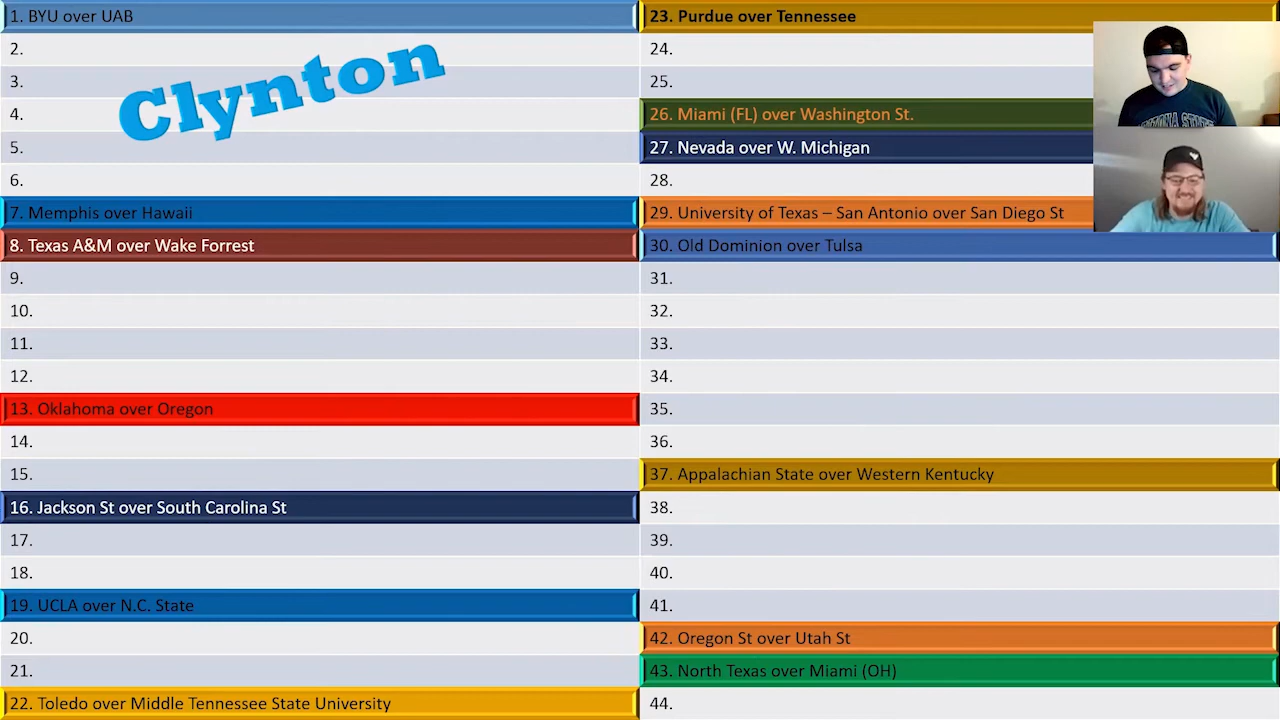 1. BYU over UAB
2.
3.
4.
5.
6.
Clynton
7. Memphis over Hawaii
8. Texas A&M over Wake Forrest
9.
10.
11.
12.
13. Oklahoma over Oregon
14.
15.
16. Jackson St over South Carolina St
17.
18.
19. UCLA over N.C. State
20.
21.
22. Toledo over Middle Tennessee State University
23. Purdue over Tennessee
24.
25.
26. Miami (FL) over Washington St.
27. Nevada over W. Michigan
28.
29. University of Texas – San Antonio over San Diego St
30. Old Dominion over Tulsa
31.
32.
33.
34.
35.
36.
37. Appalachian State over Western Kentucky
38.
39.
40.
41.
42. Oregon St over Utah St
43. North Texas over Miami (OH)
44.